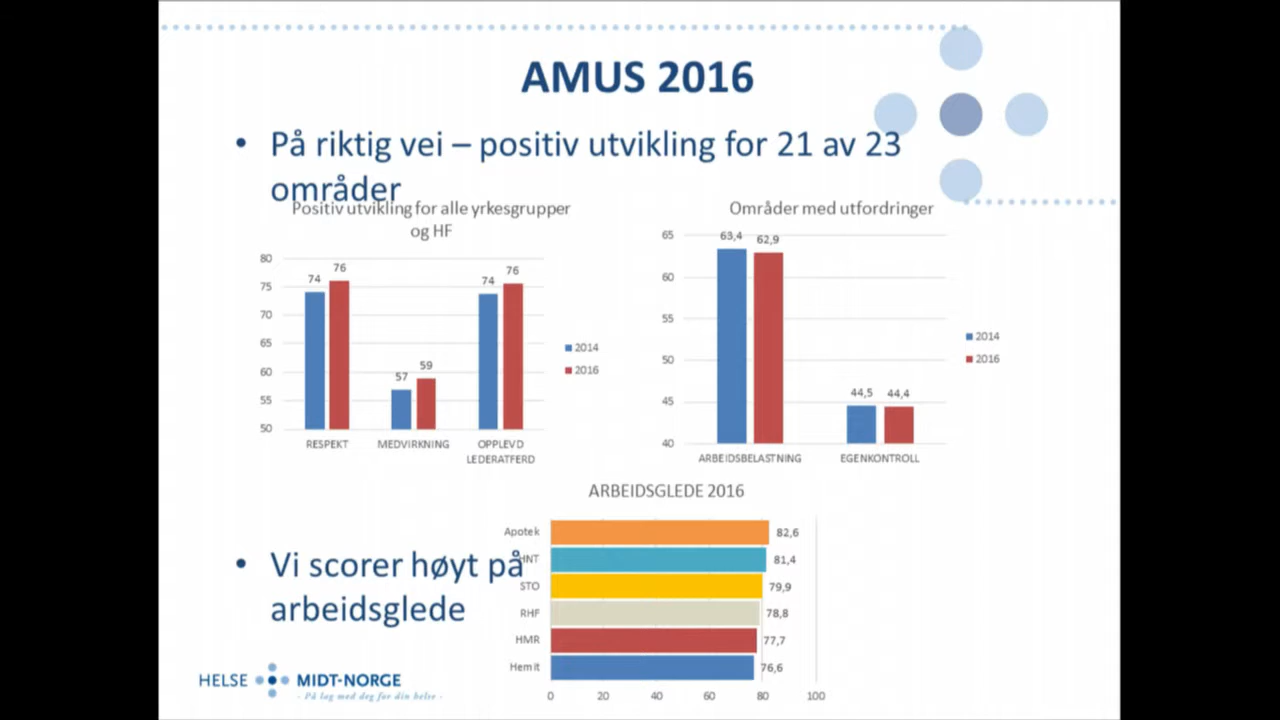 AMUS 2016
• På riktig vei – positiv utvikling for 21 av 23
områder
Positiv utvikling for alle yrkesgrupper
og HF
80
75
70
65
60
55
50
74
76
57
59
74
76
RESPEKT
MEDVIRKNING
OPPLEVD
LEDERATFERD
2014
2016
Områder med utfordringer
65
60
55
50
45
40
63,4
62,9
44,5
44,4
ARBEIDSBELASTNING
EGENKONTROLL
2014
2016
ARBEIDSGLEDE 2016
Apotek 82,6
HNT 81,4
STO 79,9
RHF 78,8
HMR 77,7
Hemit 76,6
0 20 40 60 80 100
• Vi scorer høyt på
arbeidsglede
HELSE MIDT-NORGE
- På lag med deg for din helse -